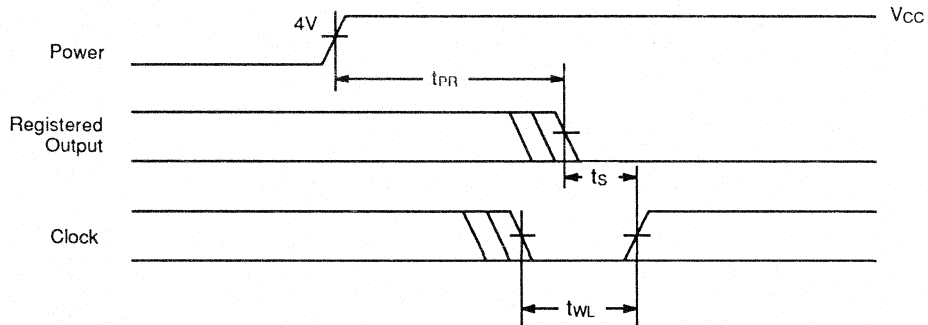 4V
VCC
Power
tPR
Registered
Output
tS
Clock
tWL